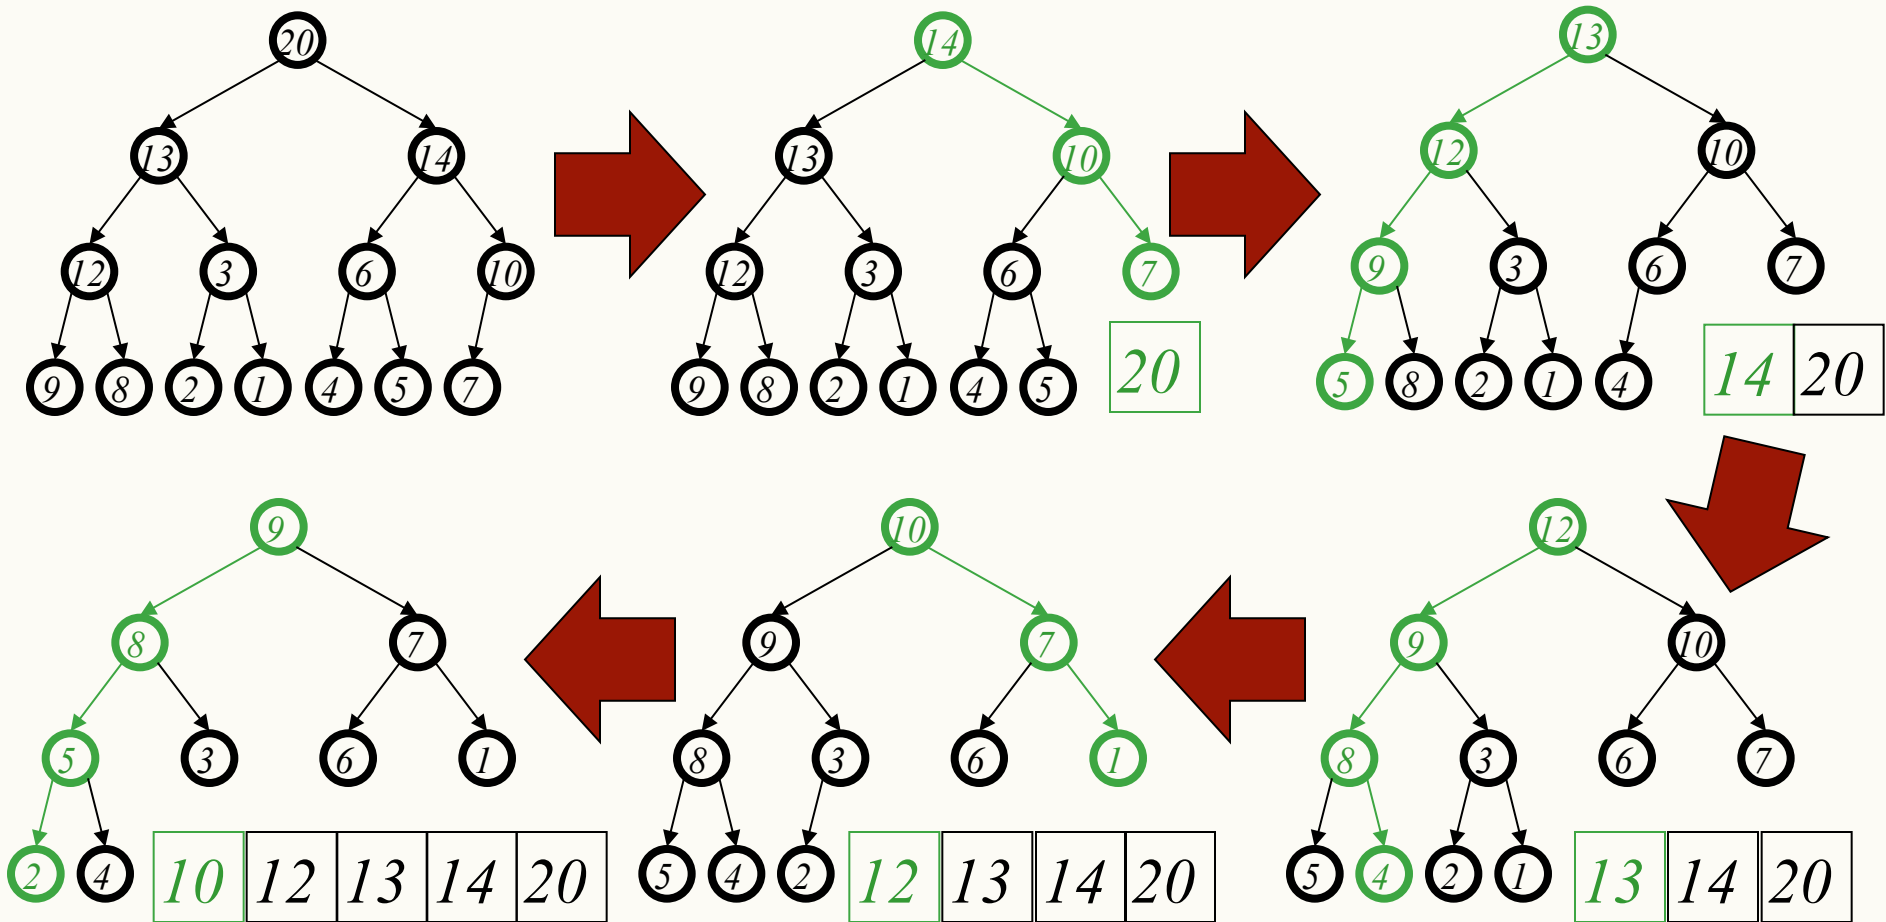 20
13 14
12 3 6 10
9 8 2 1 4 5 7
14
13 10
12 3 6 7
9 8 2 1 4 5
20
13
12 10
9 3 6 7
5 8 2 1 4
14 20
12
9 10
8 3 6 7
5 4 2 1
13 14 20
10
9 7
8 3 6 1
5 4 2
12 13 14 20
9
8 7
5 3 6 1
2 4
10 12 13 14 20